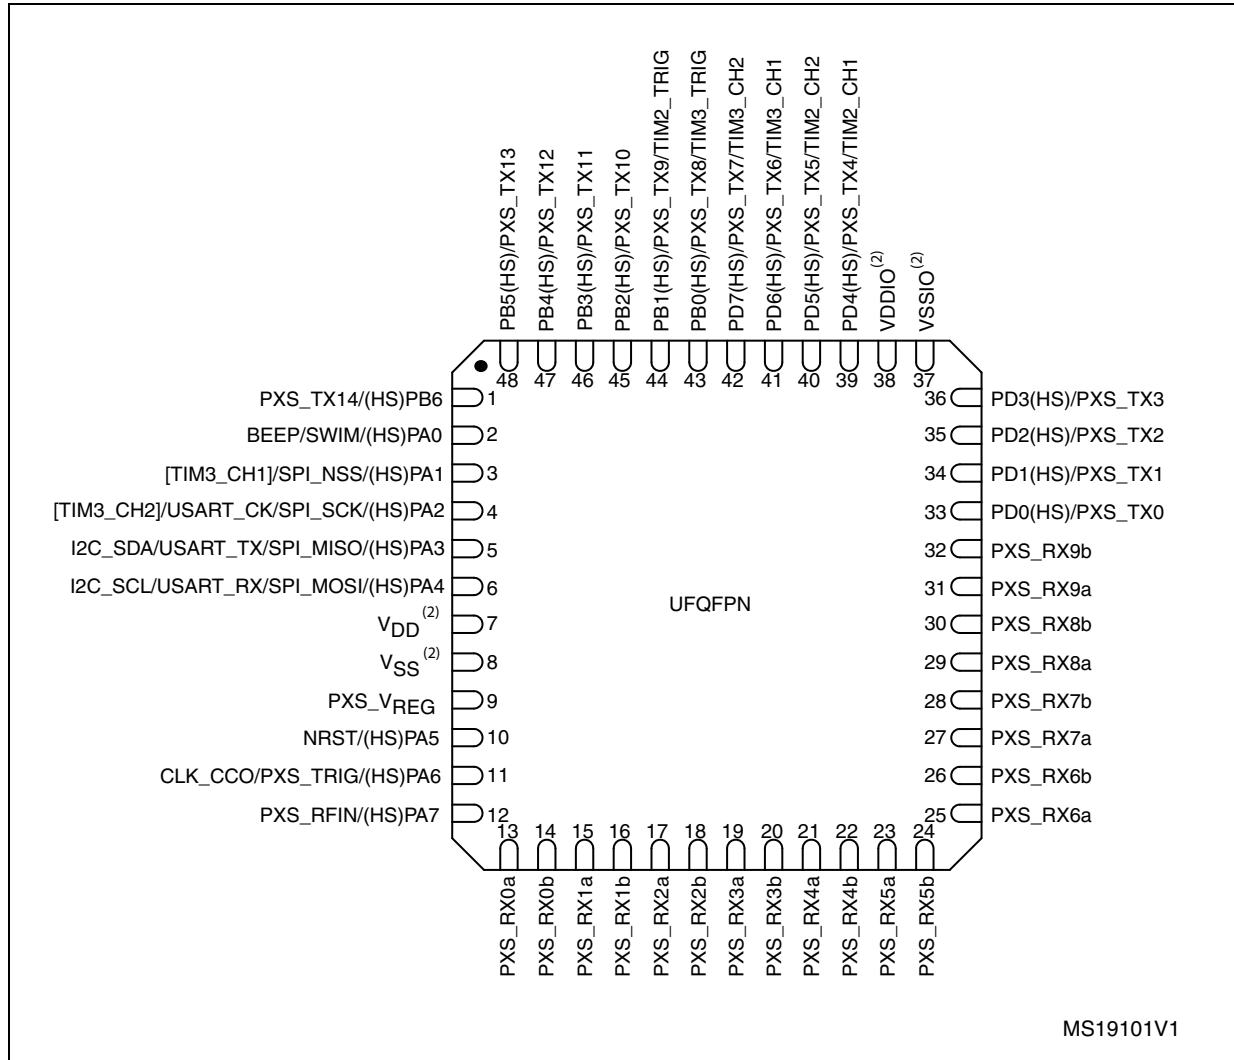 PB5(HS)/PXS_TX13
PB4(HS)/PXS_TX12
PB3(HS)/PXS_TX11
PB2(HS)/PXS_TX10
PB1(HS)/PXS_TX9/TIM2_TRIG
PB0(HS)/PXS_TX8/TIM3_TRIG
PD7(HS)/PXS_TX7/TIM3_CH2
PD6(HS)/PXS_TX6/TIM3_CH1
PD5(HS)/PXS_TX5/TIM2_CH2
PD4(HS)/PXS_TX4/TIM2_CH1
VDDIO(2)
VSSIO(2)
48 47 46 45 44 43 42 41 40 39 38 37
PXS_TX14/(HS)PB6 1
BEEP/SWIM/(HS)PA0 2
[TIM3_CH1]/SPI_NSS/(HS)PA1 3
[TIM3_CH2]/USART_CK/SPI_SCK/(HS)PA2 4
I2C_SDA/USART_TX/SPI_MISO/(HS)PA3 5
I2C_SCL/USART_RX/SPI_MOSI/(HS)PA4 6
VDD(2) 7
VSS(2) 8
PXS_VREG 9
NRST/(HS)PA5 10
CLK_CCO/PXS_TRIG/(HS)PA6 11
PXS_RFIN/(HS)PA7 12
UFQFPN
36 PD3(HS)/PXS_TX3
35 PD2(HS)/PXS_TX2
34 PD1(HS)/PXS_TX1
33 PD0(HS)/PXS_TX0
32 PXS_RX9b
31 PXS_RX9a
30 PXS_RX8b
29 PXS_RX8a
28 PXS_RX7b
27 PXS_RX7a
26 PXS_RX6b
25 PXS_RX6a
13 14 15 16 17 18 19 20 21 22 23 24
PXS_RX0a
PXS_RX0b
PXS_RX1a
PXS_RX1b
PXS_RX2a
PXS_RX2b
PXS_RX3a
PXS_RX3b
PXS_RX4a
PXS_RX4b
PXS_RX5a
PXS_RX5b
MS19101V1